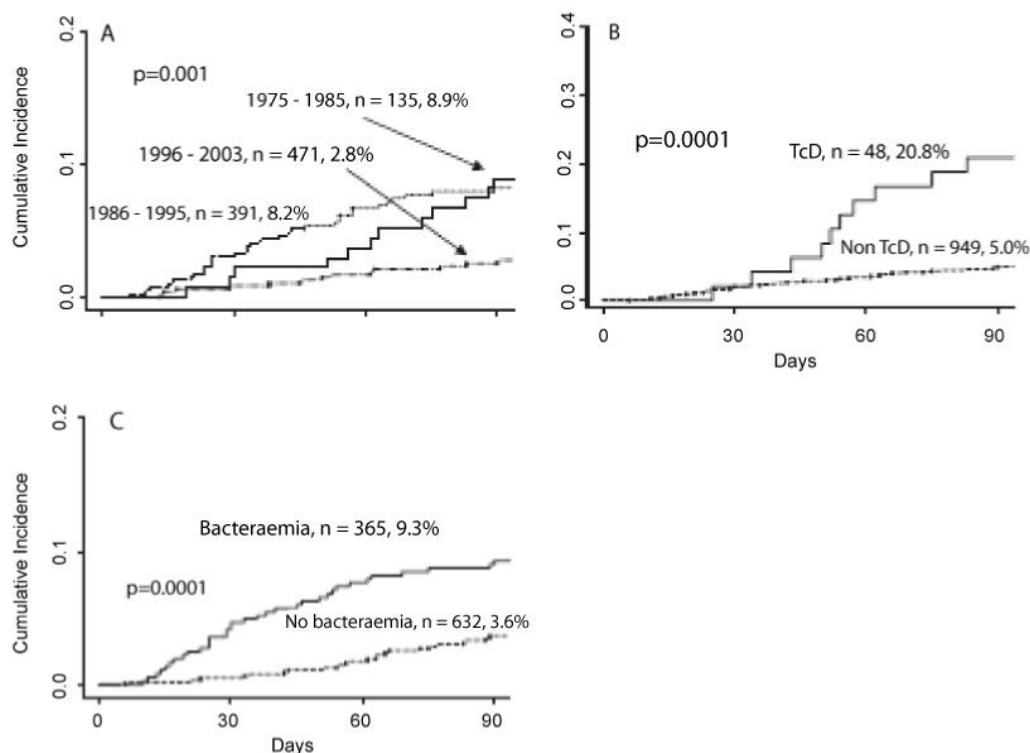 A
p=0.001
1975 - 1985, n = 135, 8.9%
1996 - 2003, n = 471, 2.8%
1986 - 1995, n = 391, 8.2%
Cumulative Incidence
0.2
0.1
0.0
B
p=0.0001
TcD, n = 48, 20.8%
Non TcD, n = 949, 5.0%
0.4
0.3
0.2
0.1
0.0
0 30 60 90
Days
C
Bacteraemia, n = 365, 9.3%
p=0.0001
No bacteraemia, n = 632, 3.6%
Cumulative Incidence
0.2
0.1
0.0
0 30 60 90
Days